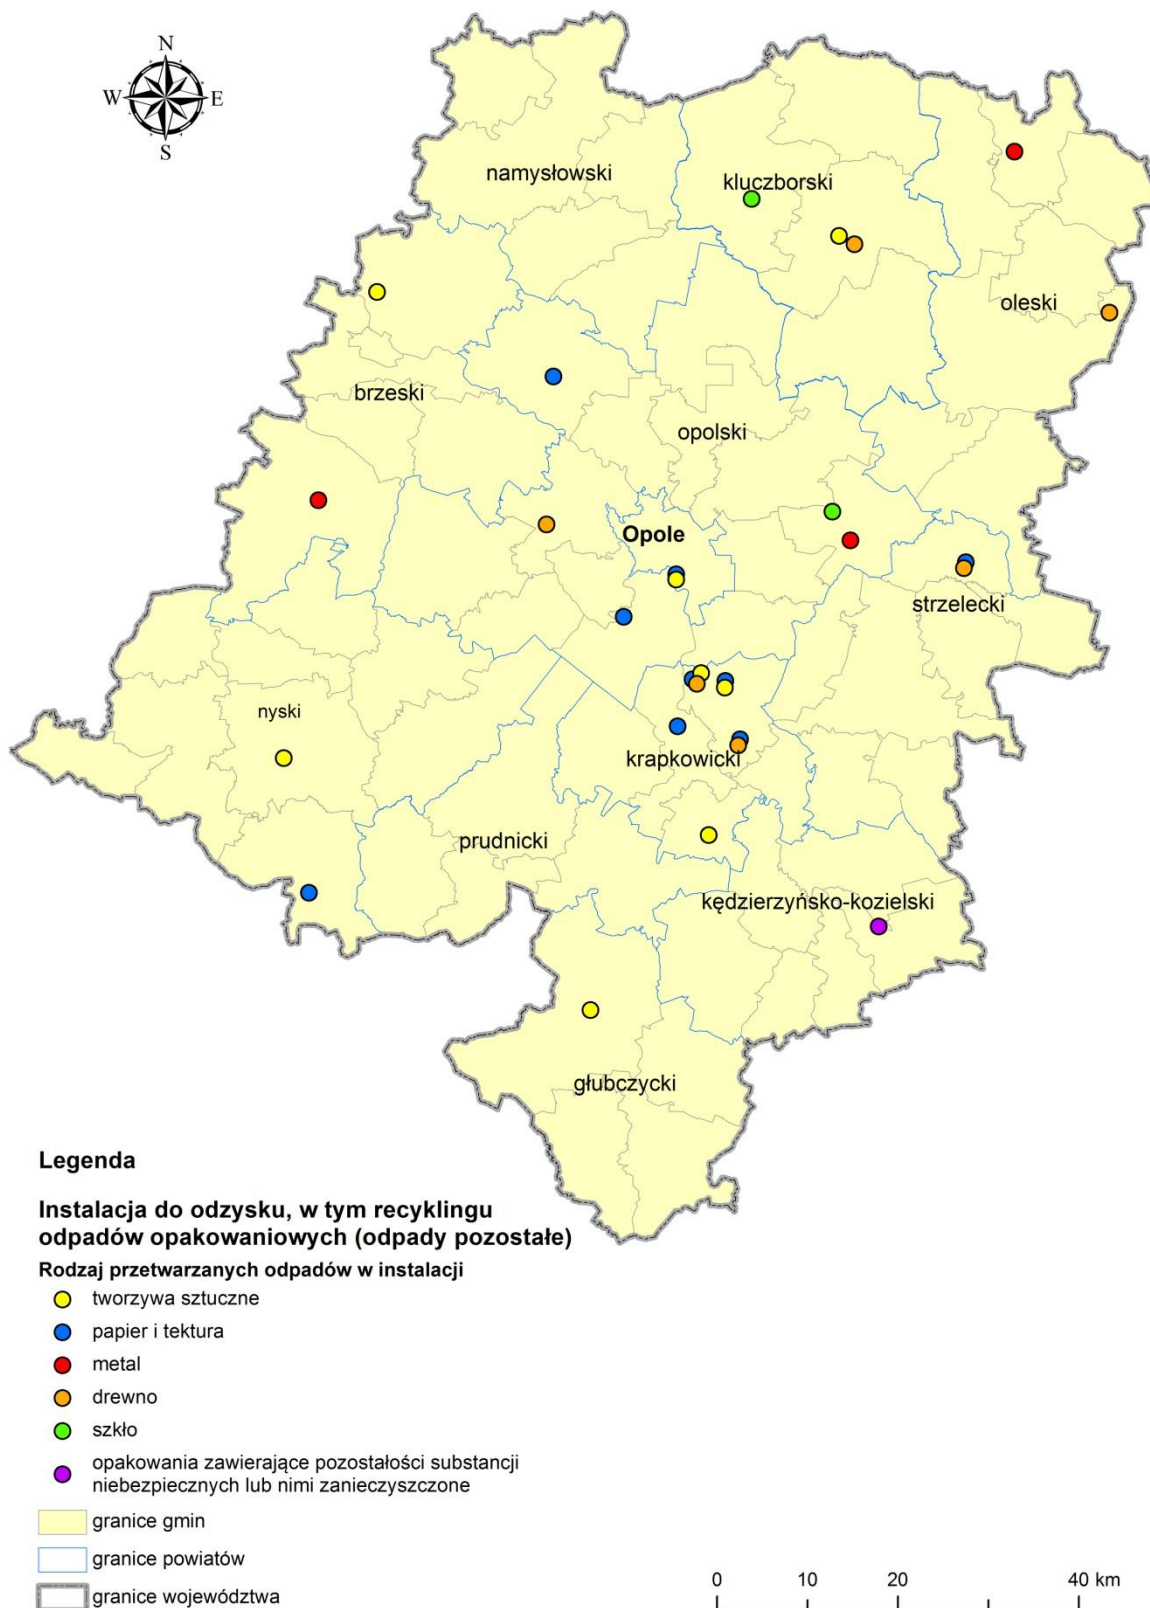 N
W E
S
namysłowski
kluczborski
oleski
brzeski
opolski
Opole
strzelecki
nyski
krapkowicki
prudnicki
kędzierzyńsko-kozielski
głubczycki
Legenda
Instalacja do odzysku, w tym recyklingu
odpadów opakowaniowych (odpady pozostałe)
Rodzaj przetwarzanych odpadów w instalacji
tworzywa sztuczne
papier i tektura
metal
drewno
szkło
opakowania zawierające pozostałości substancji
niebezpiecznych lub nimi zanieczyszczone
granice gmin
granice powiatów
granice województwa
0 10 20 40 km